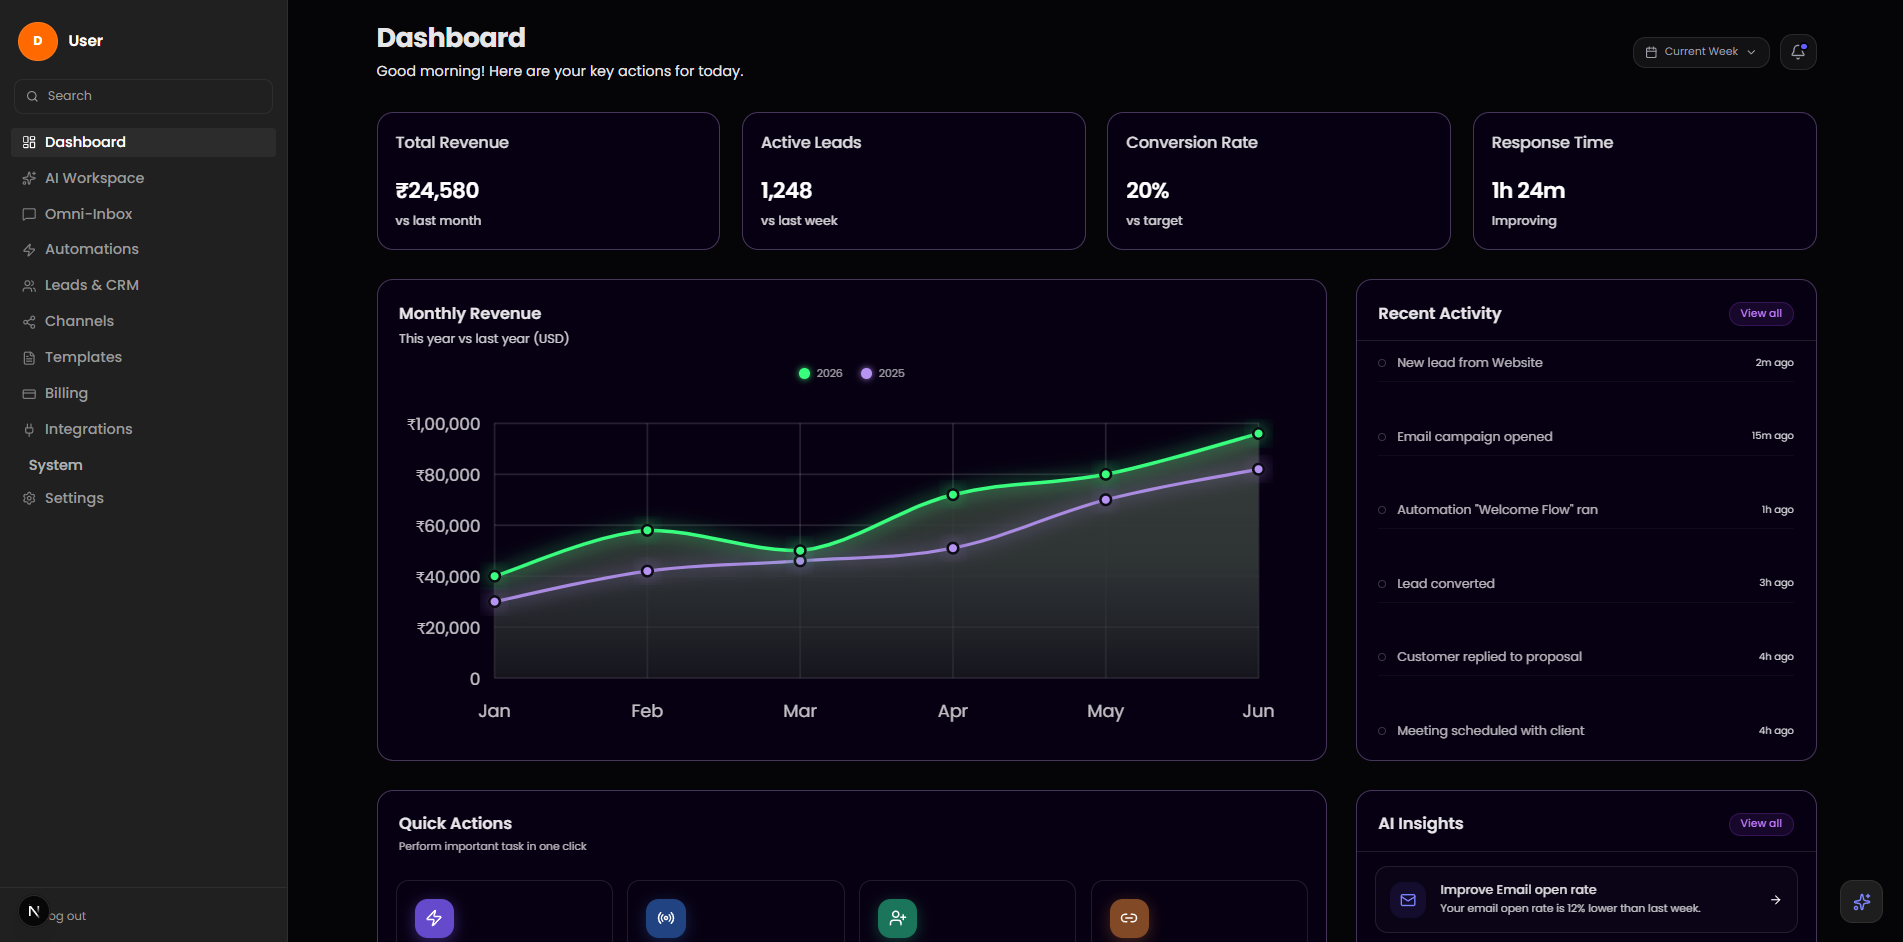 D
User
Search
Dashboard
AI Workspace
Omni-Inbox
Automations
Leads & CRM
Channels
Templates
Billing
Integrations
System
Settings
N
og out
Dashboard
Good morning! Here are your key actions for today.
Current Week
Total Revenue
₹24,580
vs last month
Active Leads
1,248
vs last week
Conversion Rate
20%
vs target
Response Time
1h 24m
Improving
Monthly Revenue
This year vs last year (USD)
2026
2025
₹1,00,000
₹80,000
₹60,000
₹40,000
₹20,000
0
Jan
Feb
Mar
Apr
May
Jun
Recent Activity
View all
New lead from Website
2m ago
Email campaign opened
15m ago
Automation "Welcome Flow" ran
1h ago
Lead converted
3h ago
Customer replied to proposal
4h ago
Meeting scheduled with client
4h ago
Quick Actions
Perform important task in one click
AI Insights
View all
Improve Email open rate
Your email open rate is 12% lower than last week.